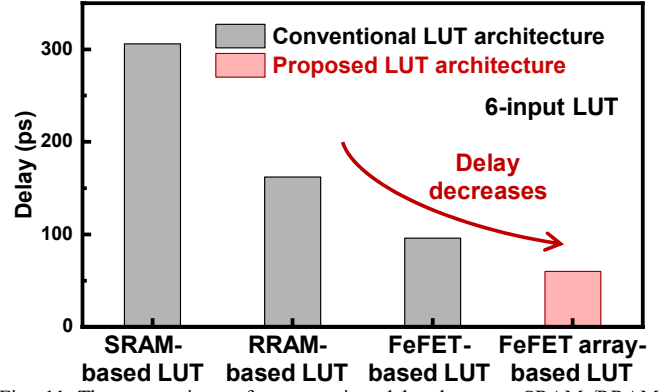 Conventional LUT architecture
Proposed LUT architecture
6-input LUT
Delay
decreases
Delay (ps)
300
200
100
0
SRAM-
based LUT
RRAM-
based LUT
FeFET-
based LUT
FeFET array-
based LUT